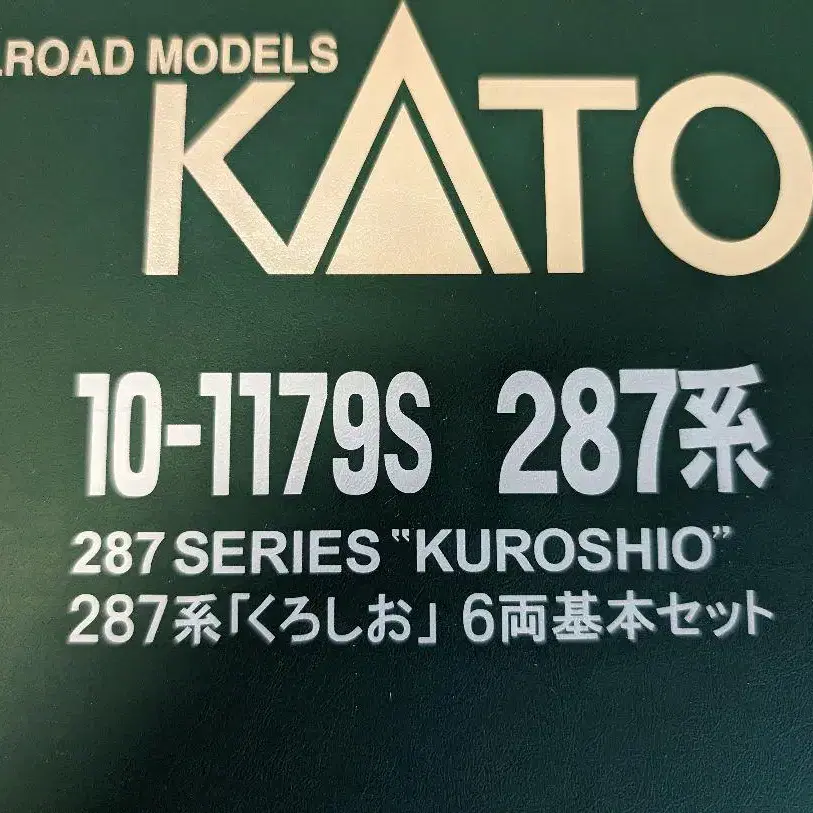 LROAD MODELS
KATO
10-1179S 287系
287 SERIES "KUROSHIO"
287系「くろしお」 6両基本セット